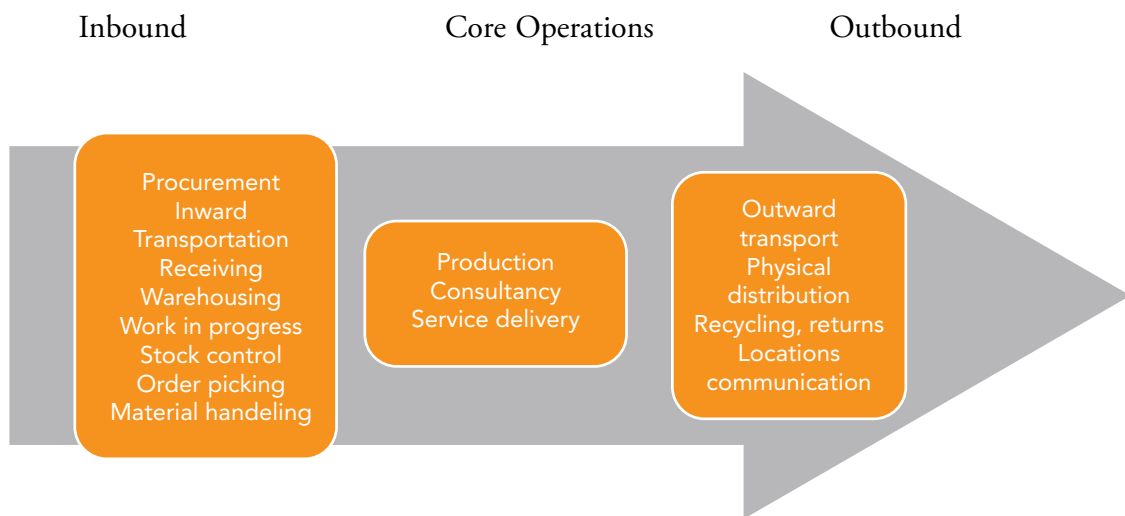 Inbound
Core Operations
Outbound
Procurement
Inward
Transportation
Receiving
Warehousing
Work in progress
Stock control
Order picking
Material handeling
Production
Consultancy
Service delivery
Outward
transport
Physical
distribution
Recycling, returns
Locations
communication